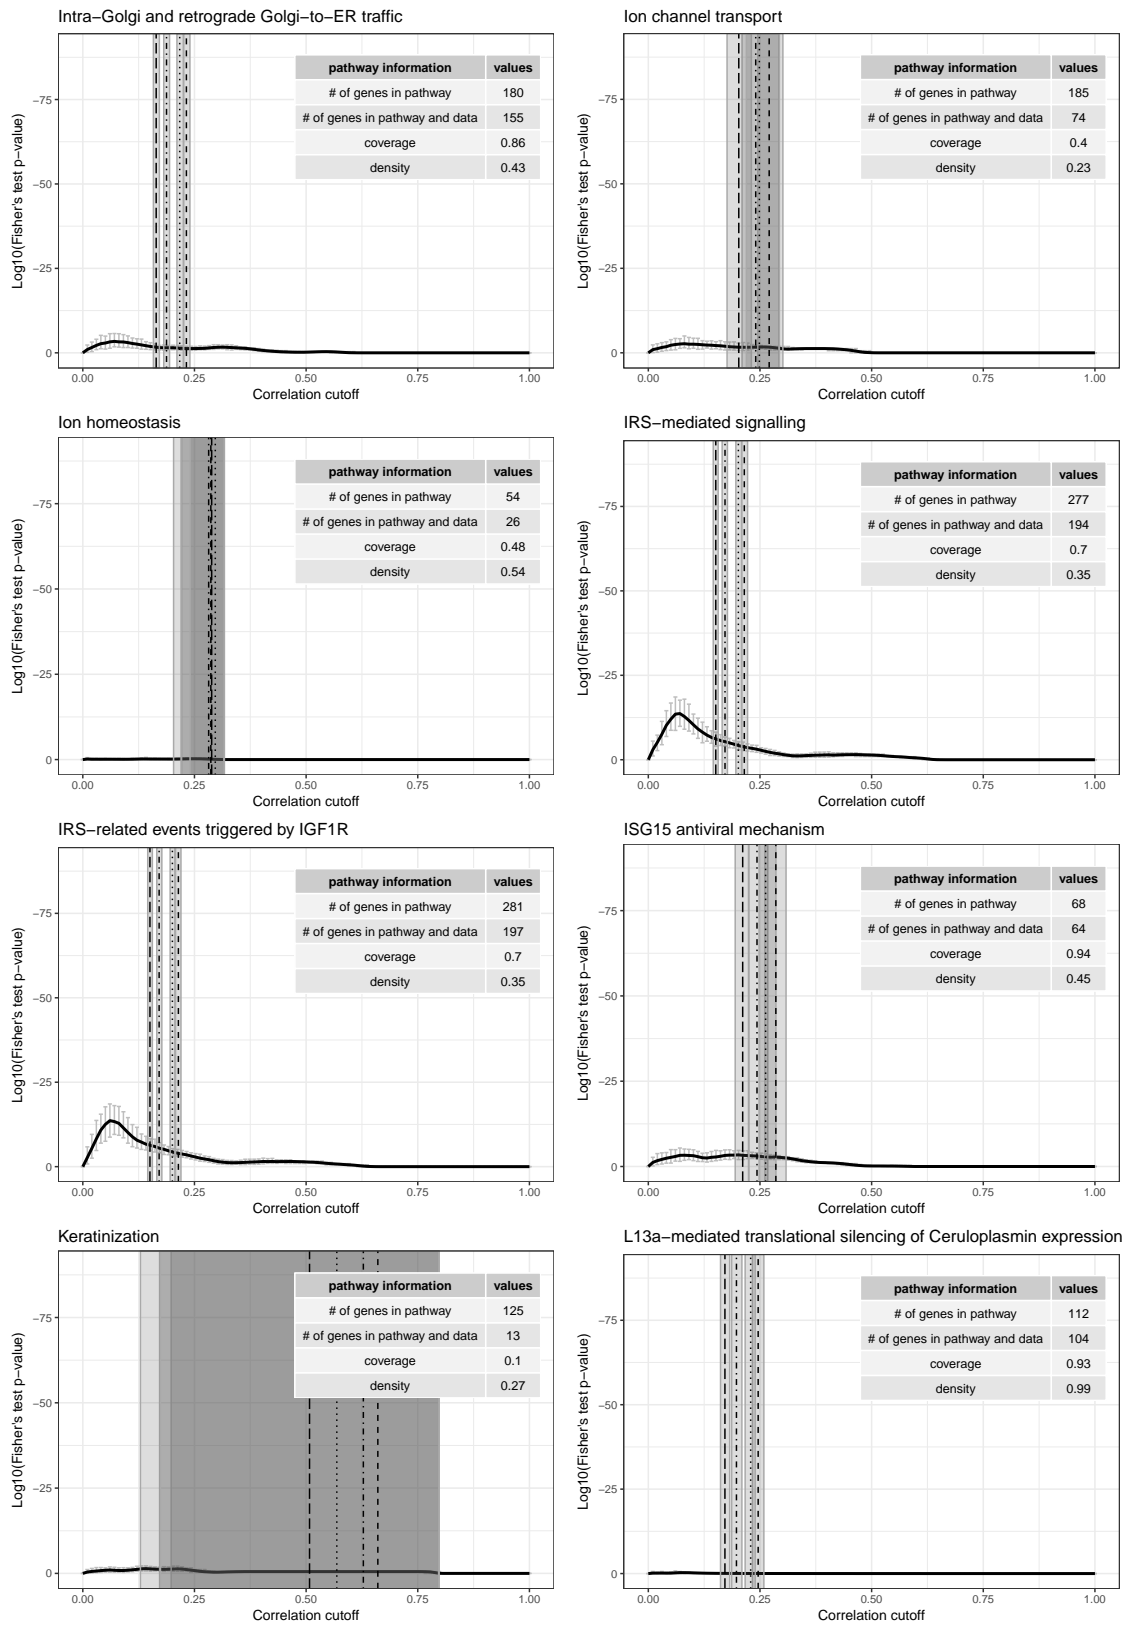 Intra−Golgi and retrograde Golgi−to−ER traffic
Log10(Fisher's test p−value)
−75
−50
−25
0
pathway information values
# of genes in pathway 180
# of genes in pathway and data 155
coverage 0.86
density 0.43
0.00 0.25 0.50 0.75 1.00
Correlation cutoff
Ion channel transport
Log10(Fisher's test p−value)
−75
−50
−25
0
pathway information values
# of genes in pathway 185
# of genes in pathway and data 74
coverage 0.4
density 0.23
0.00 0.25 0.50 0.75 1.00
Correlation cutoff
Ion homeostasis
Log10(Fisher's test p−value)
−75
−50
−25
0
pathway information values
# of genes in pathway 54
# of genes in pathway and data 26
coverage 0.48
density 0.54
0.00 0.25 0.50 0.75 1.00
Correlation cutoff
IRS−mediated signalling
Log10(Fisher's test p−value)
−75
−50
−25
0
pathway information values
# of genes in pathway 277
# of genes in pathway and data 194
coverage 0.7
density 0.35
0.00 0.25 0.50 0.75 1.00
Correlation cutoff
IRS−related events triggered by IGF1R
Log10(Fisher's test p−value)
−75
−50
−25
0
pathway information values
# of genes in pathway 281
# of genes in pathway and data 197
coverage 0.7
density 0.35
0.00 0.25 0.50 0.75 1.00
Correlation cutoff
ISG15 antiviral mechanism
Log10(Fisher's test p−value)
−75
−50
−25
0
pathway information values
# of genes in pathway 68
# of genes in pathway and data 64
coverage 0.94
density 0.45
0.00 0.25 0.50 0.75 1.00
Correlation cutoff
Keratinization
Log10(Fisher's test p−value)
−75
−50
−25
0
pathway information values
# of genes in pathway 125
# of genes in pathway and data 13
coverage 0.1
density 0.27
0.00 0.25 0.50 0.75 1.00
Correlation cutoff
L13a−mediated translational silencing of Ceruloplasmin expression
Log10(Fisher's test p−value)
−75
−50
−25
0
pathway information values
# of genes in pathway 112
# of genes in pathway and data 104
coverage 0.93
density 0.99
0.00 0.25 0.50 0.75 1.00
Correlation cutoff